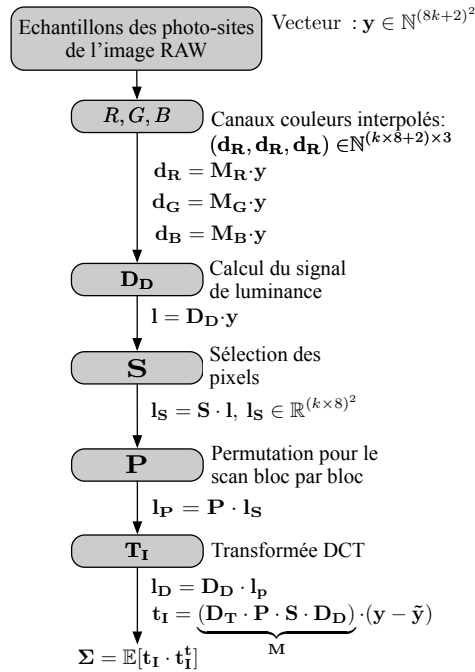 Echantillons des photo-sites
de l'image RAW
Vecteur : y ∈ ℕ^{(8k+2)^2}
R, G, B
Canaux couleurs interpolés:
(d_R, d_R, d_R) ∈ ℕ^{(k×8+2)×3}
d_R = M_R·y
d_G = M_G·y
d_B = M_B·y
D_D
Calcul du signal
de luminance
l = D_D·y
S
Sélection des
pixels
l_S = S · l, l_S ∈ ℝ^{(k×8)^2}
P
Permutation pour le
scan bloc par bloc
l_P = P · l_S
T_I
Transformée DCT
l_D = D_D · l_p
t_I = (D_T · P · S · D_D) · (y − ỹ)
M
Σ = 𝔼[t_I · t_I^t]